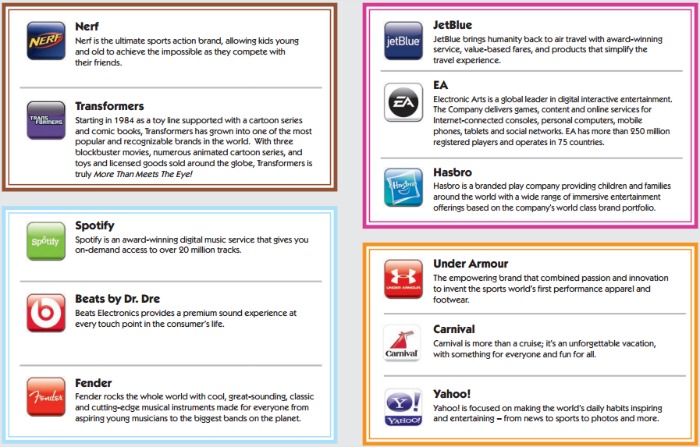 NERF
Nerf
Nerf is the ultimate sports action brand, allowing kids young
and old to achieve the impossible as they compete with
their friends.
TRANSFORMERS
Transformers
Starting in 1984 as a toy line supported with a cartoon series
and comic books, Transformers has grown into one of the most
popular and recognizable brands in the world. With three
blockbuster movies, numerous animated cartoon series, and
toys and licensed goods sold around the globe, Transformers is
truly More Than Meets The Eye!
Spotify
Spotify
Spotify is an award-winning digital music service that gives you
on-demand access to over 20 million tracks.
b
Beats by Dr. Dre
Beats Electronics provides a premium sound experience at
every touch point in the consumer's life.
Fender
Fender
Fender rocks the whole world with cool, great-sounding, classic
and cutting-edge musical instruments made for everyone from
aspiring young musicians to the biggest bands on the planet.
jetBlue
JetBlue
JetBlue brings humanity back to air travel with award-winning
service, value-based fares, and products that simplify the
travel experience.
EA
EA
Electronic Arts is a global leader in digital interactive entertainment.
The Company delivers games, content and online services for
Internet-connected consoles, personal computers, mobile
phones, tablets and social networks. EA has more than 250 million
registered players and operates in 75 countries.
Hasbro
Hasbro
Hasbro is a branded play company providing children and families
around the world with a wide range of immersive entertainment
offerings based on the company's world class brand portfolio.
UNDER ARMOUR
Under Armour
The empowering brand that combined passion and innovation
to invent the sports world's first performance apparel and
footwear.
Carnival
Carnival
Carnival is more than a cruise; it's an unforgettable vacation,
with something for everyone and fun for all.
Y!
YAHOO!
Yahoo!
Yahoo! is focused on making the world's daily habits inspiring
and entertaining – from news to sports to photos and more.